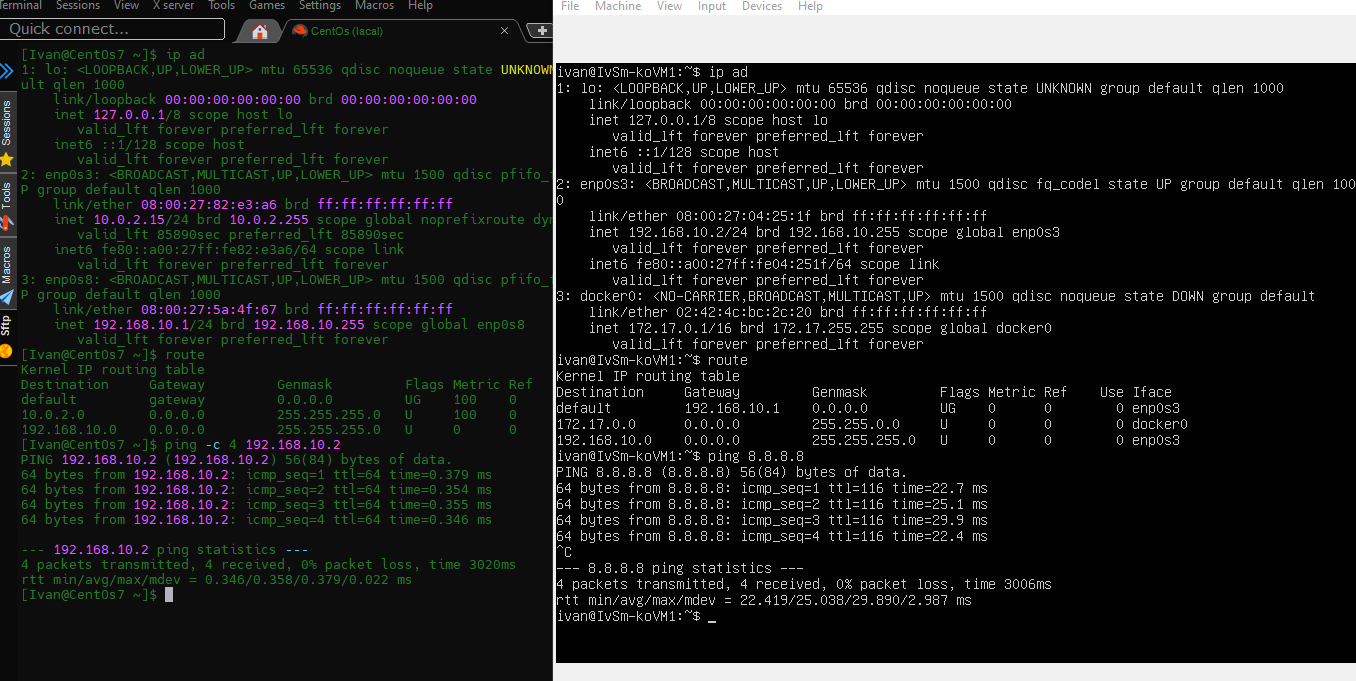 Terminal Sessions View X server Tools Games Settings Macros Help
Quick connect...
CentOs (lacal)
Sessions
Tools
Macros
Sftp
[Ivan@CentOs7 ~]$ ip ad
1: lo: <LOOPBACK,UP,LOWER_UP> mtu 65536 qdisc noqueue state UNKNOWN
ult qlen 1000
link/loopback 00:00:00:00:00:00 brd 00:00:00:00:00:00
inet 127.0.0.1/8 scope host lo
valid_lft forever preferred_lft forever
inet6 ::1/128 scope host
valid_lft forever preferred_lft forever
2: enp0s3: <BROADCAST,MULTICAST,UP,LOWER_UP> mtu 1500 qdisc pfifo_
P group default qlen 1000
link/ether 08:00:27:82:e3:a6 brd ff:ff:ff:ff:ff:ff
inet 10.0.2.15/24 brd 10.0.2.255 scope global noprefixroute dy
valid_lft 85890sec preferred_lft 85890sec
inet6 fe80::a00:27ff:fe82:e3a6/64 scope link
valid_lft forever preferred_lft forever
3: enp0s8: <BROADCAST,MULTICAST,UP,LOWER_UP> mtu 1500 qdisc pfifo_
P group default qlen 1000
link/ether 08:00:27:5a:4f:67 brd ff:ff:ff:ff:ff:ff
inet 192.168.10.1/24 brd 192.168.10.255 scope global enp0s8
valid_lft forever preferred_lft forever
[Ivan@CentOs7 ~]$ route
Kernel IP routing table
Destination Gateway Genmask Flags Metric Ref
default gateway 0.0.0.0 UG 100 0
10.0.2.0 0.0.0.0 255.255.255.0 U 100 0
192.168.10.0 0.0.0.0 255.255.255.0 U 0 0
[Ivan@CentOs7 ~]$ ping -c 4 192.168.10.2
PING 192.168.10.2 (192.168.10.2) 56(84) bytes of data.
64 bytes from 192.168.10.2: icmp_seq=1 ttl=64 time=0.379 ms
64 bytes from 192.168.10.2: icmp_seq=2 ttl=64 time=0.354 ms
64 bytes from 192.168.10.2: icmp_seq=3 ttl=64 time=0.355 ms
64 bytes from 192.168.10.2: icmp_seq=4 ttl=64 time=0.346 ms
--- 192.168.10.2 ping statistics ---
4 packets transmitted, 4 received, 0% packet loss, time 3020ms
rtt min/avg/max/mdev = 0.346/0.358/0.379/0.022 ms
[Ivan@CentOs7 ~]$
File Machine View Input Devices Help
ivan@IvSm-koVM1:~$ ip ad
1: lo: <LOOPBACK,UP,LOWER_UP> mtu 65536 qdisc noqueue state UNKNOWN group default qlen 1000
link/loopback 00:00:00:00:00:00 brd 00:00:00:00:00:00
inet 127.0.0.1/8 scope host lo
valid_lft forever preferred_lft forever
inet6 ::1/128 scope host
valid_lft forever preferred_lft forever
2: enp0s3: <BROADCAST,MULTICAST,UP,LOWER_UP> mtu 1500 qdisc fq_codel state UP group default qlen 100
0
link/ether 08:00:27:04:25:1f brd ff:ff:ff:ff:ff:ff
inet 192.168.10.2/24 brd 192.168.10.255 scope global enp0s3
valid_lft forever preferred_lft forever
inet6 fe80::a00:27ff:fe04:251f/64 scope link
valid_lft forever preferred_lft forever
3: docker0: <NO-CARRIER,BROADCAST,MULTICAST,UP> mtu 1500 qdisc noqueue state DOWN group default
link/ether 02:42:4c:bc:2c:20 brd ff:ff:ff:ff:ff:ff
inet 172.17.0.1/16 brd 172.17.255.255 scope global docker0
valid_lft forever preferred_lft forever
ivan@IvSm-koVM1:~$ route
Kernel IP routing table
Destination Gateway Genmask Flags Metric Ref Use Iface
default 192.168.10.1 0.0.0.0 UG 0 0 0 enp0s3
172.17.0.0 0.0.0.0 255.255.0.0 U 0 0 0 docker0
192.168.10.0 0.0.0.0 255.255.255.0 U 0 0 0 enp0s3
ivan@IvSm-koVM1:~$ ping 8.8.8.8
PING 8.8.8.8 (8.8.8.8) 56(84) bytes of data.
64 bytes from 8.8.8.8: icmp_seq=1 ttl=116 time=22.7 ms
64 bytes from 8.8.8.8: icmp_seq=2 ttl=116 time=25.1 ms
64 bytes from 8.8.8.8: icmp_seq=3 ttl=116 time=29.9 ms
64 bytes from 8.8.8.8: icmp_seq=4 ttl=116 time=22.4 ms
^C
--- 8.8.8.8 ping statistics ---
4 packets transmitted, 4 received, 0% packet loss, time 3006ms
rtt min/avg/max/mdev = 22.419/25.038/29.890/2.987 ms
ivan@IvSm-koVM1:~$ _